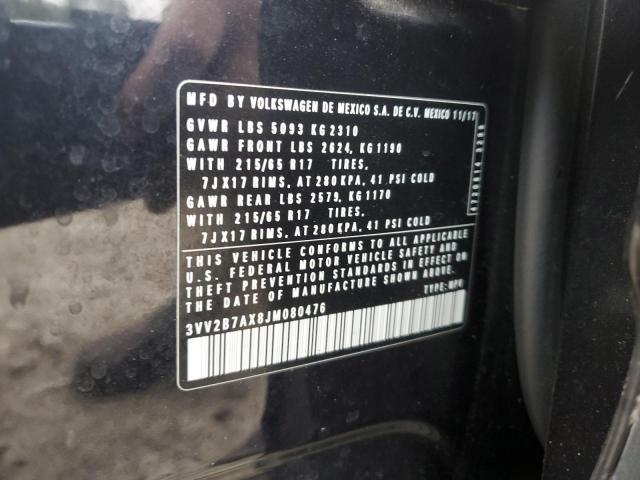 MFD BY VOLKSWAGEN DE MEXICO S.A. DE C.V. MEXICO 11/17
GVWR LBS 5093 KG 2310
GAWR FRONT LBS 2624, KG 1190
WITH 215/65 R17 TIRES,
7JX17 RIMS, AT 280 KPA, 41 PSI COLD
GAWR REAR LBS 2579, KG 1170
WITH 215/65 R17 TIRES,
7JX17 RIMS, AT 280 KPA, 41 PSI COLD
THIS VEHICLE CONFORMS TO ALL APPLICABLE
U.S. FEDERAL MOTOR VEHICLE SAFETY AND
THEFT PREVENTION STANDARDS IN EFFECT ON
THE DATE OF MANUFACTURE SHOWN ABOVE.
3VV2B7AX8JM080476 TYPE: MPV